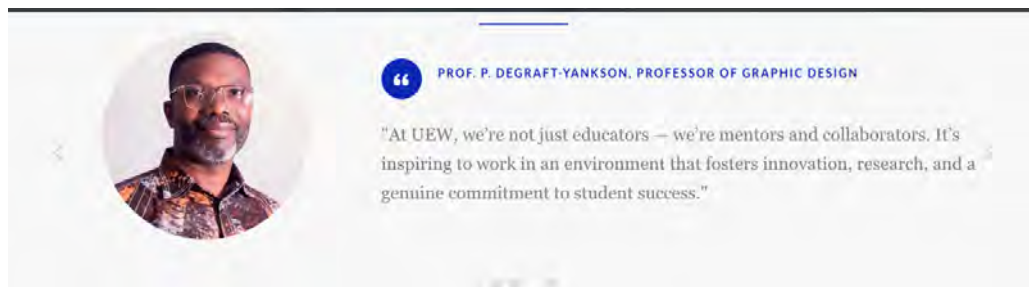 PROF. P. DEGRAFT-YANKSON, PROFESSOR OF GRAPHIC DESIGN
"At UEW, we're not just educators – we're mentors and collaborators. It's
inspiring to work in an environment that fosters innovation, research, and a
genuine commitment to student success."